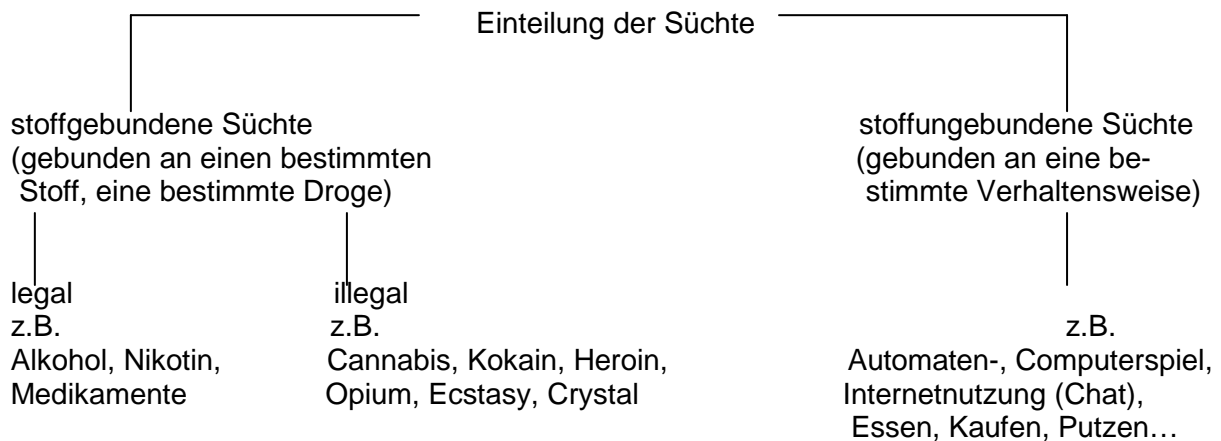 Einteilung der Süchte
stoffgebundene Süchte
(gebunden an einen bestimmten
Stoff, eine bestimmte Droge)
stoffungebundene Süchte
(gebunden an eine be-
stimmte Verhaltensweise)
legal
z.B.
Alkohol, Nikotin,
Medikamente
illegal
z.B.
Cannabis, Kokain, Heroin,
Opium, Ecstasy, Crystal
z.B.
Automaten-, Computerspiel,
Internetnutzung (Chat),
Essen, Kaufen, Putzen…